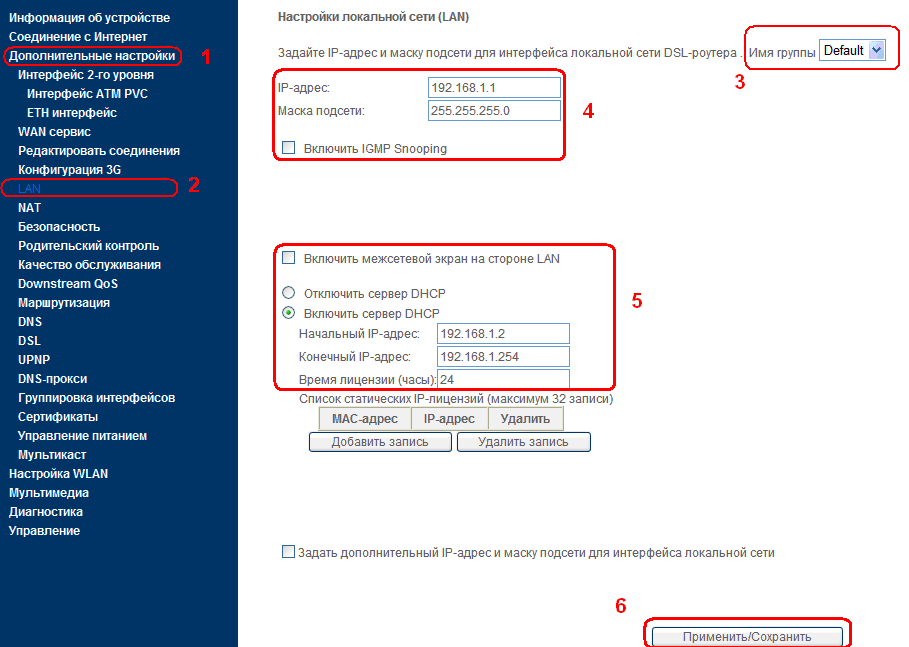 Информация об устройстве
Соединение с Интернет
Дополнительные настройки 1
Интерфейс 2-го уровня
Интерфейс ATM PVC
ETH интерфейс
WAN сервис
Редактировать соединения
Конфигурация 3G
LAN 2
NAT
Безопасность
Родительский контроль
Качество обслуживания
Downstream QoS
Маршрутизация
DNS
DSL
UPNP
DNS-прокси
Группировка интерфейсов
Сертификаты
Управление питанием
Мультикаст
Настройка WLAN
Мультимедиа
Диагностика
Управление
Настройки локальной сети (LAN)
Задайте IP-адрес и маску подсети для интерфейса локальной сети DSL-роутера . Имя группы Default
3
IP-адрес: 192.168.1.1
Маска подсети: 255.255.255.0
4
Включить IGMP Snooping
Включить межсетевой экран на стороне LAN
Отключить сервер DHCP
5
Включить сервер DHCP
Начальный IP-адрес: 192.168.1.2
Конечный IP-адрес: 192.168.1.254
Время лицензии (часы): 24
Список статических IP-лицензий (максимум 32 записи)
MAC-адрес IP-адрес Удалить
Добавить запись Удалить запись
Задать дополнительный IP-адрес и маску подсети для интерфейса локальной сети
6
Применить/Сохранить